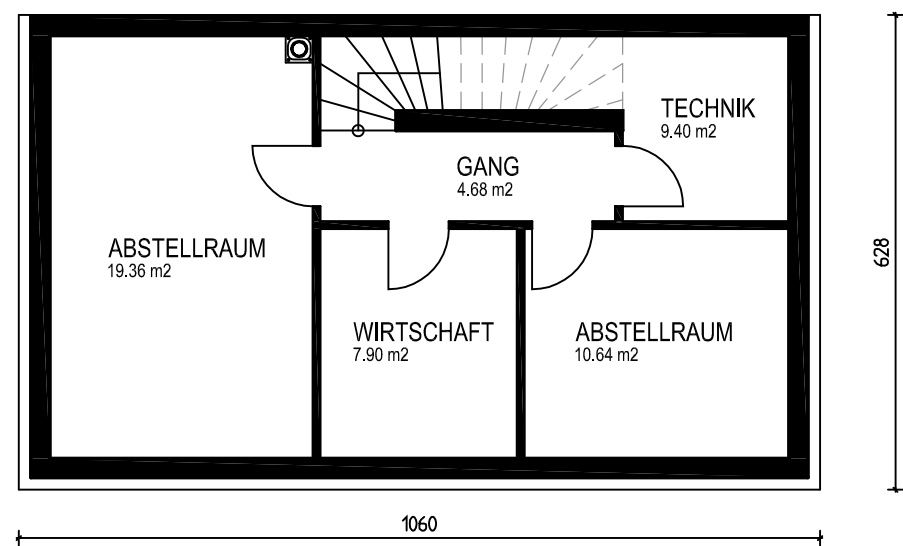 TECHNIK
9.40 m2
GANG
4.68 m2
ABSTELLRAUM
19.36 m2
WIRTSCHAFT
7.90 m2
ABSTELLRAUM
10.64 m2
628
1060